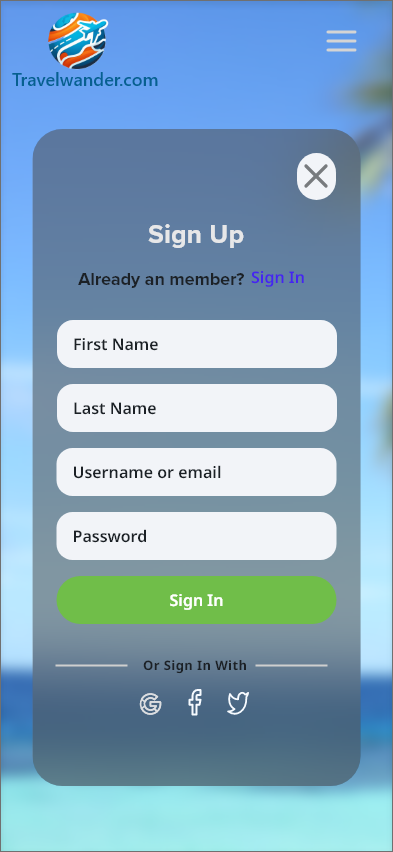 Travelwander.com
Sign Up
Already an member? Sign In
First Name
Last Name
Username or email
Password
Sign In
Or Sign In With